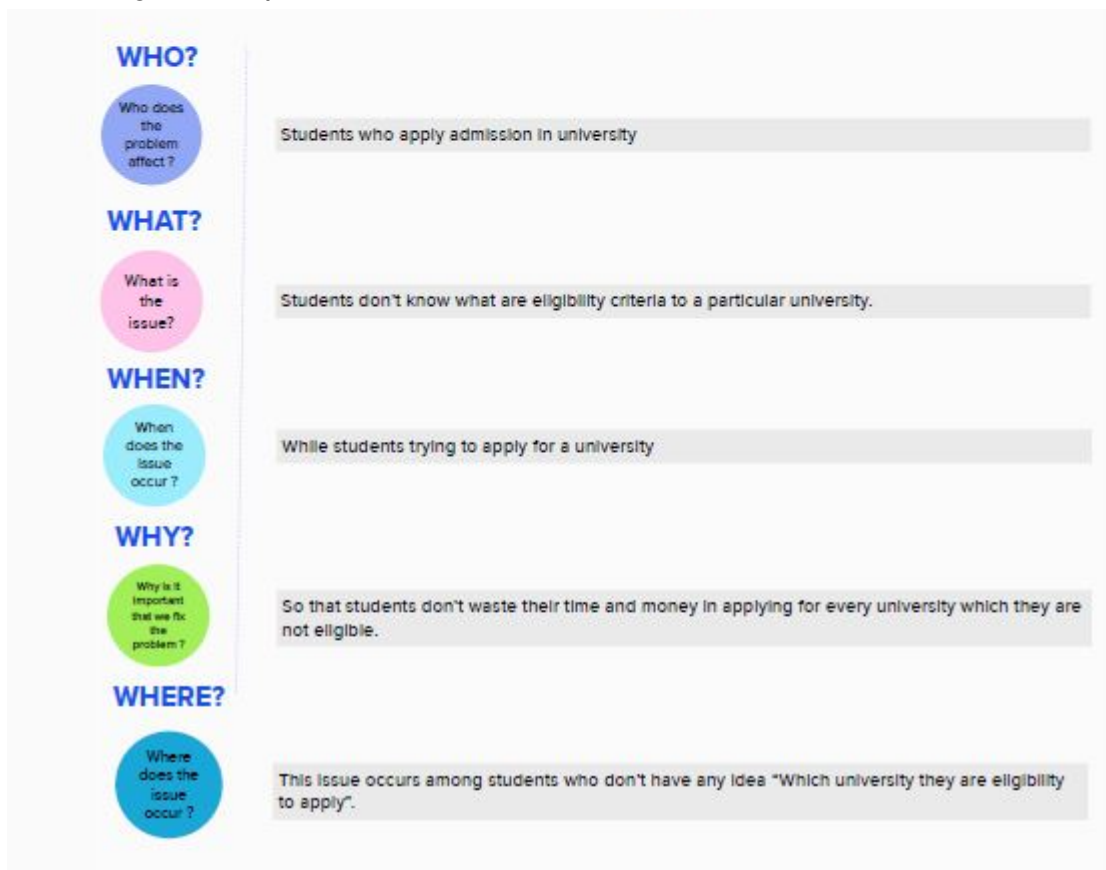 WHO?
Who does
the
problem
affect ?
Students who apply admission in university
WHAT?
What is
the
issue?
Students don't know what are eligibility criteria to a particular university.
WHEN?
When
does the
issue
occur ?
While students trying to apply for a university
WHY?
Why is it
important
that we fix
the
problem ?
So that students don't waste their time and money in applying for every university which they are
not eligible.
WHERE?
Where
does the
issue
occur ?
This issue occurs among students who don't have any idea “Which university they are eligibility
to apply”.